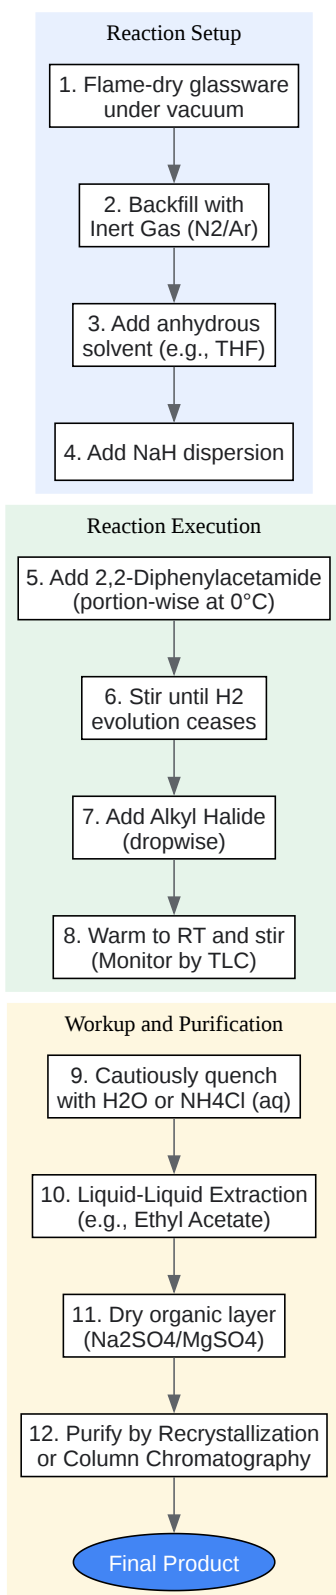 Reaction Setup
1. Flame-dry glassware
under vacuum
2. Backfill with
Inert Gas (N2/Ar)
3. Add anhydrous
solvent (e.g., THF)
4. Add NaH dispersion
Reaction Execution
5. Add 2,2-Diphenylacetamide
(portion-wise at 0°C)
6. Stir until H2
evolution ceases
7. Add Alkyl Halide
(dropwise)
8. Warm to RT and stir
(Monitor by TLC)
Workup and Purification
9. Cautiously quench
with H2O or NH4Cl (aq)
10. Liquid-Liquid Extraction
(e.g., Ethyl Acetate)
11. Dry organic layer
(Na2SO4/MgSO4)
12. Purify by Recrystallization
or Column Chromatography
Final Product